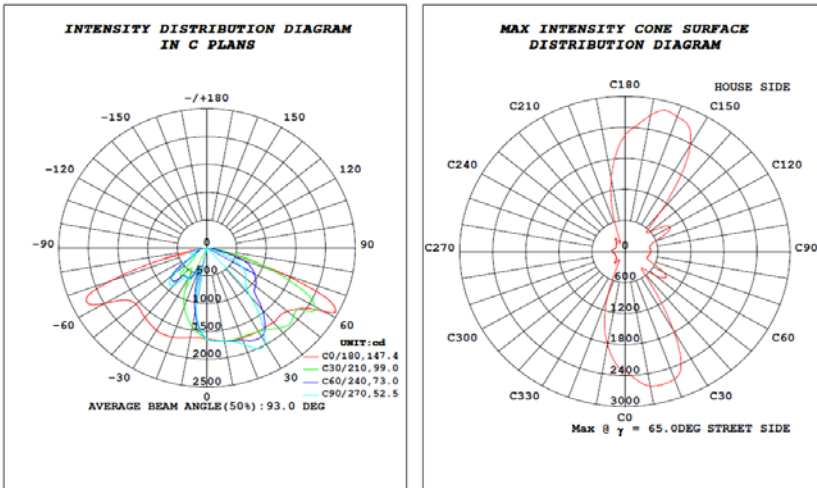 INTENSITY DISTRIBUTION DIAGRAM
IN C PLANS
-/+180
-150
150
-120
120
-90
90
-60
60
-30
30
0
0
500
1000
1500
2000
2500
UNIT:cd
C0/180,147.4
C30/210,99.0
C60/240,73.0
C90/270,52.5
AVERAGE BEAM ANGLE(50%):93.0 DEG
MAX INTENSITY CONE SURFACE
DISTRIBUTION DIAGRAM
C180
HOUSE SIDE
C210
C150
C240
C120
C270
C90
C300
C60
C330
C30
C0
0
600
1200
1800
2400
3000
Max @ γ = 65.0DEG STREET SIDE